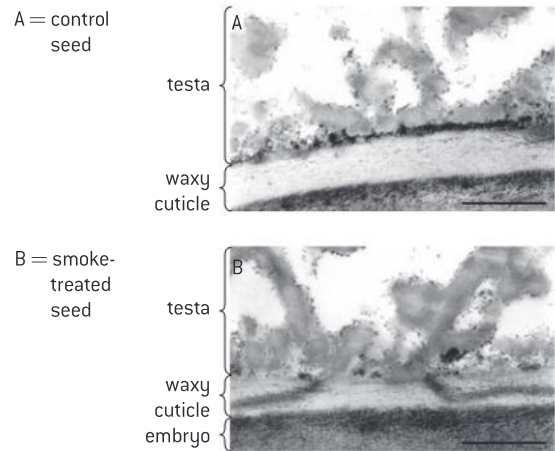 A = control
seed
A
testa
waxy
cuticle
B = smoke-
treated
seed
B
testa
waxy
cuticle
embryo